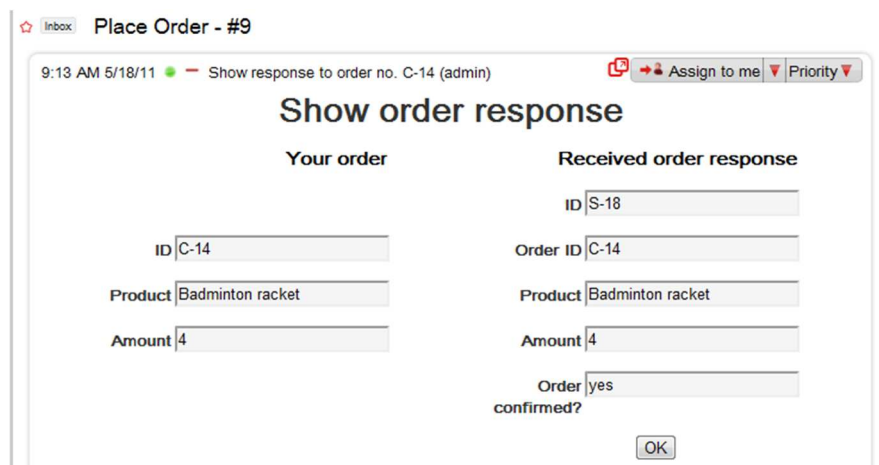 Inbox Place Order - #9
9:13 AM 5/18/11 Show response to order no. C-14 (admin) Assign to me Priority
Show order response
Your order Received order response
ID S-18
ID C-14 Order ID C-14
Product Badminton racket Product Badminton racket
Amount 4 Amount 4
Order yes
confirmed?
OK